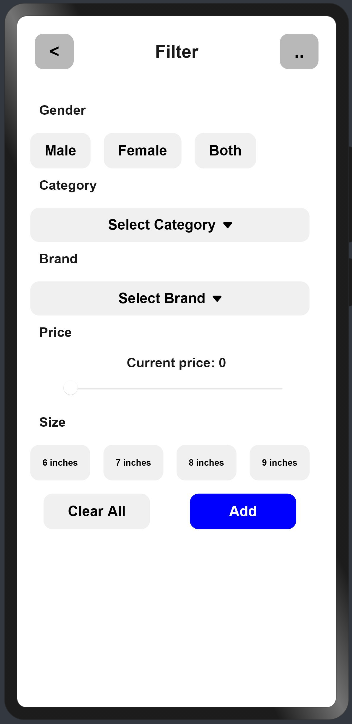 < Filter ..
Gender
Male Female Both
Category
Select Category
Brand
Select Brand
Price
Current price: 0
Size
6 inches 7 inches 8 inches 9 inches
Clear All Add